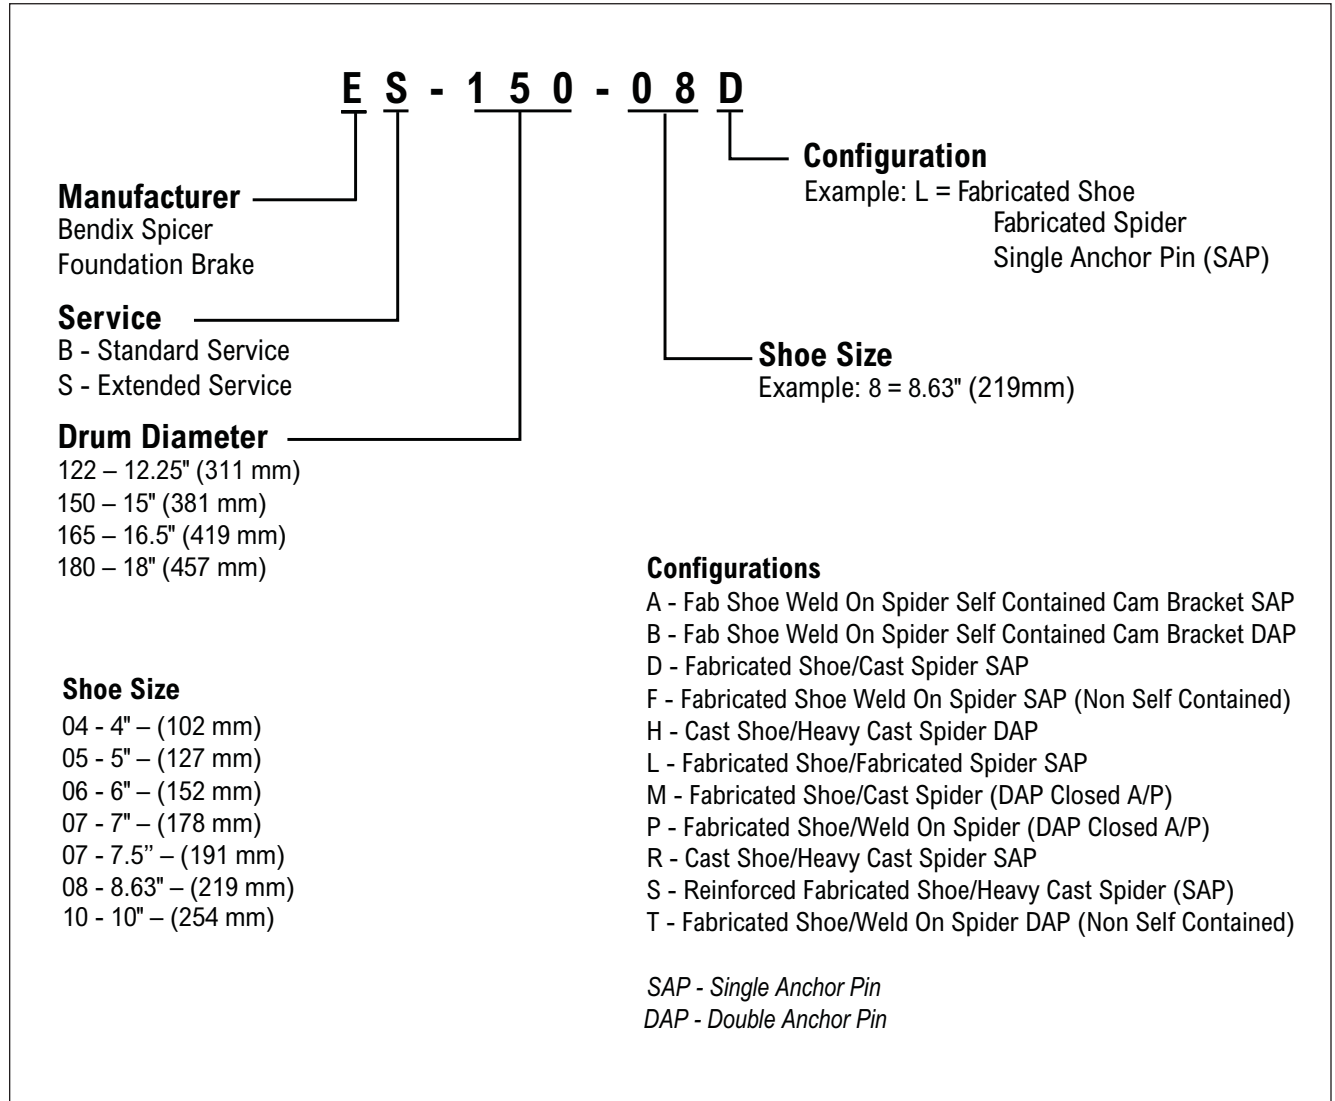 E S - 1 5 0 - 0 8 D
Manufacturer
Bendix Spicer
Foundation Brake
Service
B - Standard Service
S - Extended Service
Drum Diameter
122 – 12.25" (311 mm)
150 – 15" (381 mm)
165 – 16.5" (419 mm)
180 – 18" (457 mm)
Configuration
Example: L = Fabricated Shoe
Fabricated Spider
Single Anchor Pin (SAP)
Shoe Size
Example: 8 = 8.63" (219mm)
Shoe Size
04 - 4" – (102 mm)
05 - 5" – (127 mm)
06 - 6" – (152 mm)
07 - 7" – (178 mm)
07 - 7.5’’ – (191 mm)
08 - 8.63" – (219 mm)
10 - 10" – (254 mm)
Configurations
A - Fab Shoe Weld On Spider Self Contained Cam Bracket SAP
B - Fab Shoe Weld On Spider Self Contained Cam Bracket DAP
D - Fabricated Shoe/Cast Spider SAP
F - Fabricated Shoe Weld On Spider SAP (Non Self Contained)
H - Cast Shoe/Heavy Cast Spider DAP
L - Fabricated Shoe/Fabricated Spider SAP
M - Fabricated Shoe/Cast Spider (DAP Closed A/P)
P - Fabricated Shoe/Weld On Spider (DAP Closed A/P)
R - Cast Shoe/Heavy Cast Spider SAP
S - Reinforced Fabricated Shoe/Heavy Cast Spider (SAP)
T - Fabricated Shoe/Weld On Spider DAP (Non Self Contained)
SAP - Single Anchor Pin
DAP - Double Anchor Pin